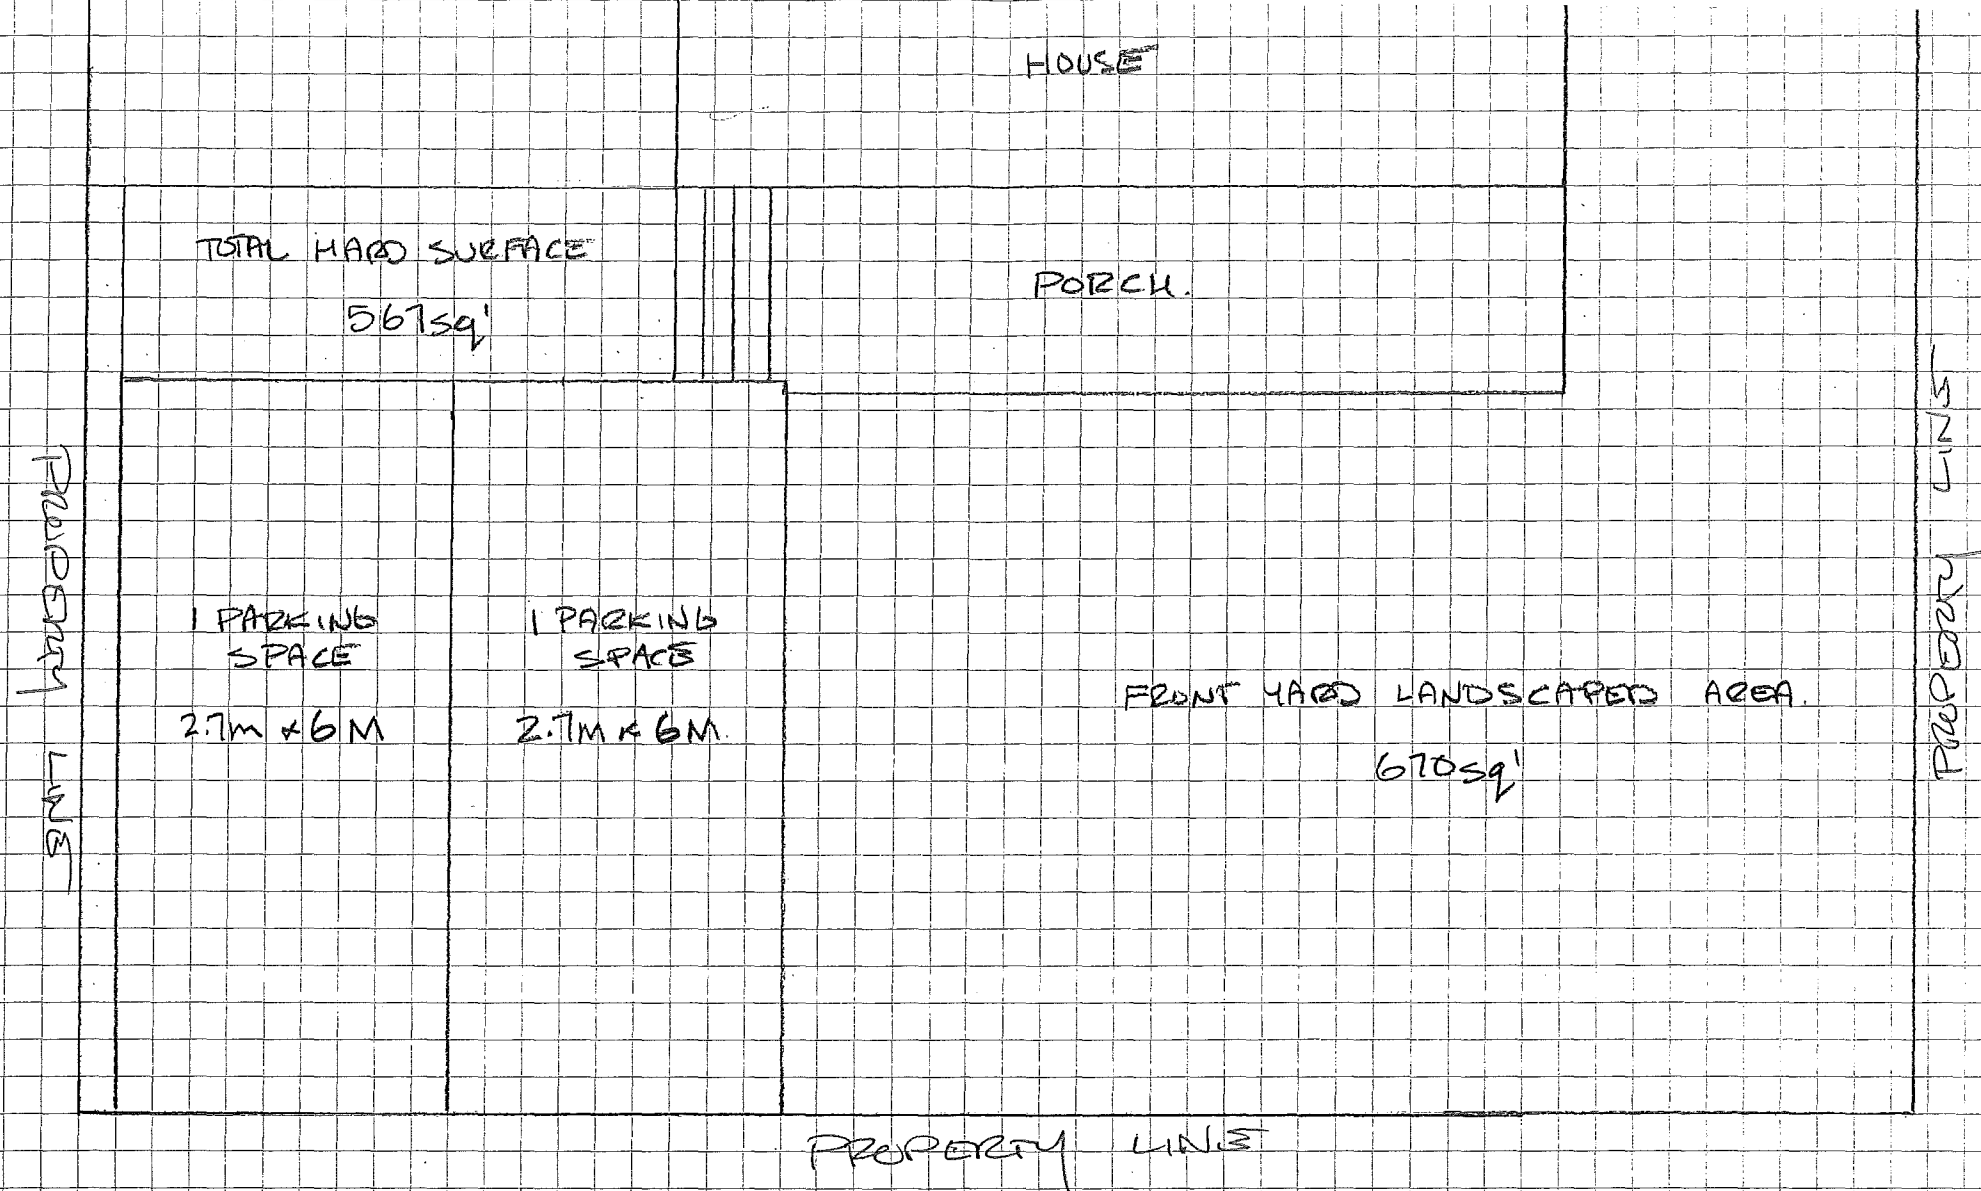 HOUSE
TOTAL HARD SURFACE
567sq'
PORCH.
PROPERTY LINE
PROPERTY LINE
1 PARKING
SPACE
2.7m x 6M
1 PARKING
SPACE
2.7m x 6M.
FRONT YARD LANDSCAPED AREA.
670sq'
PROPERTY LINE